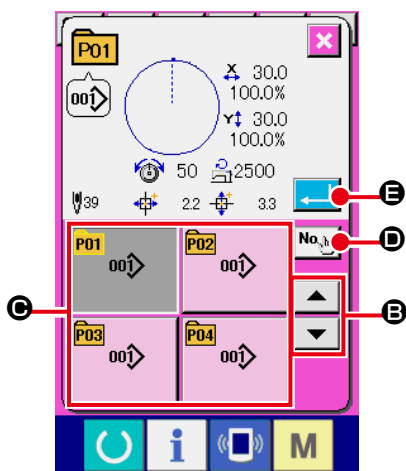 P01
001
X 30.0
100.0%
Y 30.0
100.0%
50 2500
39 2.2 3.3
E
No.
D
P01 P02
001 001
C
B
P03 P04
001 001
i M